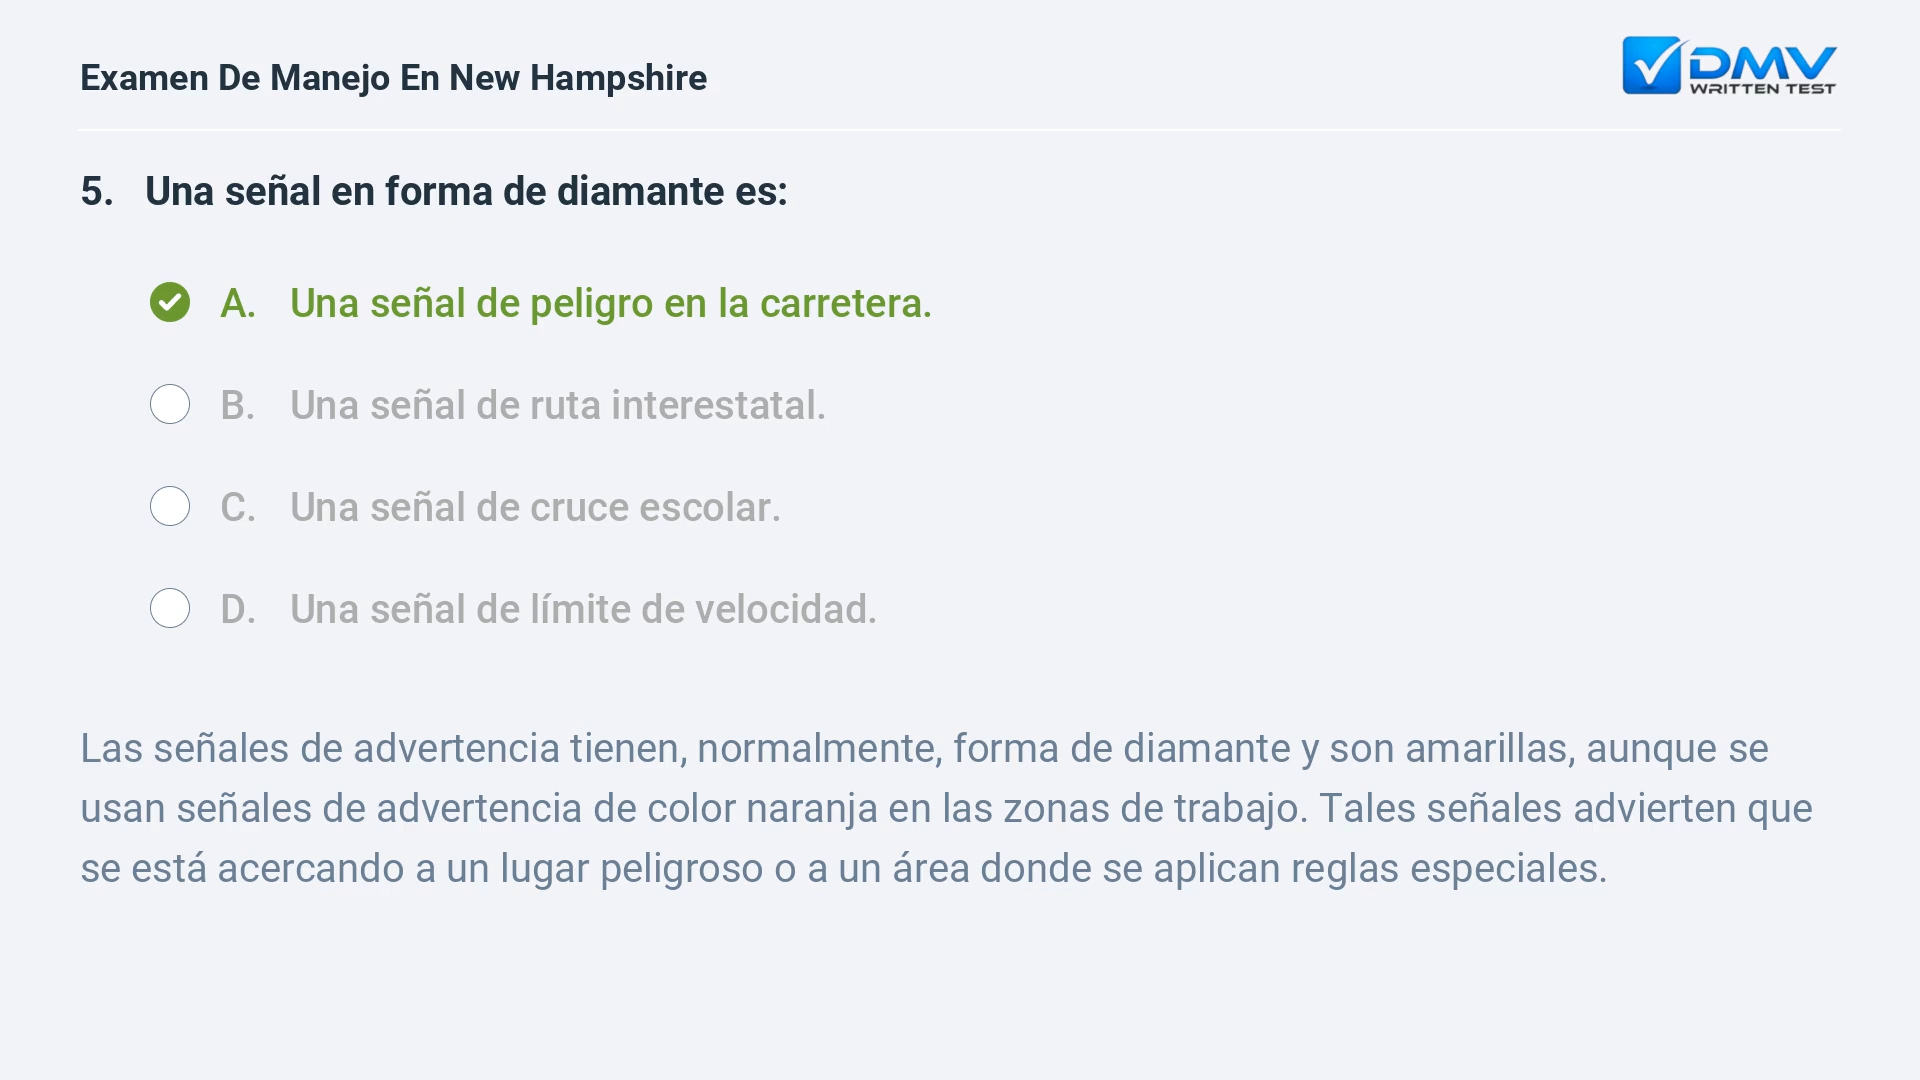 Examen De Manejo En New Hampshire
DMV
WRITTEN TEST
5. Una señal en forma de diamante es:
A. Una señal de peligro en la carretera.
B. Una señal de ruta interestatal.
C. Una señal de cruce escolar.
D. Una señal de límite de velocidad.
Las señales de advertencia tienen, normalmente, forma de diamante y son amarillas, aunque se
usan señales de advertencia de color naranja en las zonas de trabajo. Tales señales advierten que
se está acercando a un lugar peligroso o a un área donde se aplican reglas especiales.